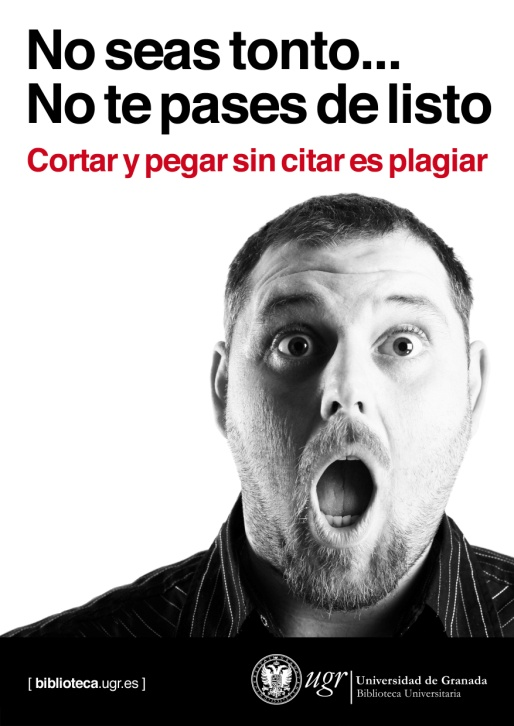 No seas tonto...
No te pases de listo
Cortar y pegar sin citar es plagiar
[ biblioteca.ugr.es ]
ugr
Universidad de Granada
Biblioteca Universitaria